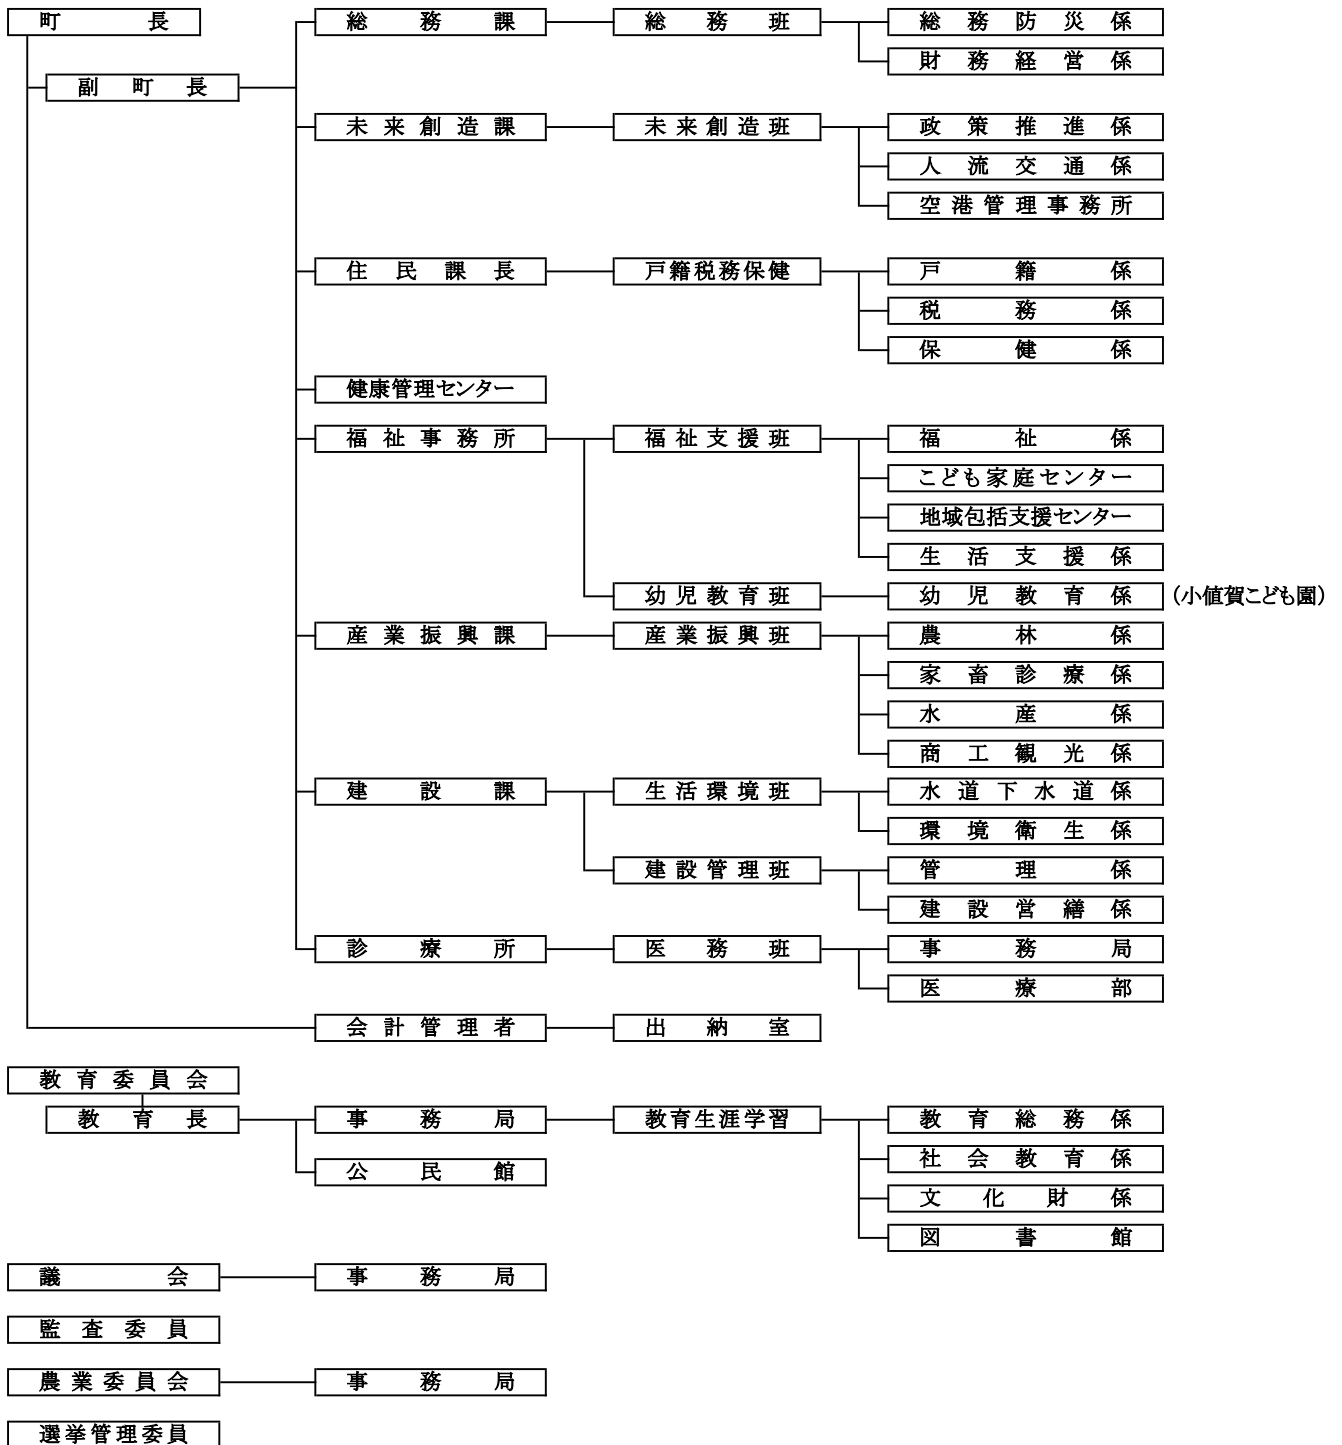 町長 総務課 総務班 総務防災係
財務経営係
副町長
未来創造課 未来創造班 政策推進係
人流交通係
空港管理事務所
住民課長 戸籍税務保健 戸籍係
税務係
保健係
健康管理センター
福祉事務所 福祉支援班 福祉係
こども家庭センター
地域包括支援センター
生活支援係
幼児教育班 幼児教育係 (小値賀こども園)
産業振興課 産業振興班 農林係
家畜診療係
水産係
商工観光係
建設課 生活環境班 水道下水道係
環境衛生係
建設管理班 管理係
建設営繕係
診療所 医務班 事務局
医療部
会計管理者 出納室
教育委員会
教育長 事務局 教育生涯学習 教育総務係
公民館 社会教育係
文化財係
図書館
議会 事務局
監査委員
農業委員会 事務局
選挙管理委員